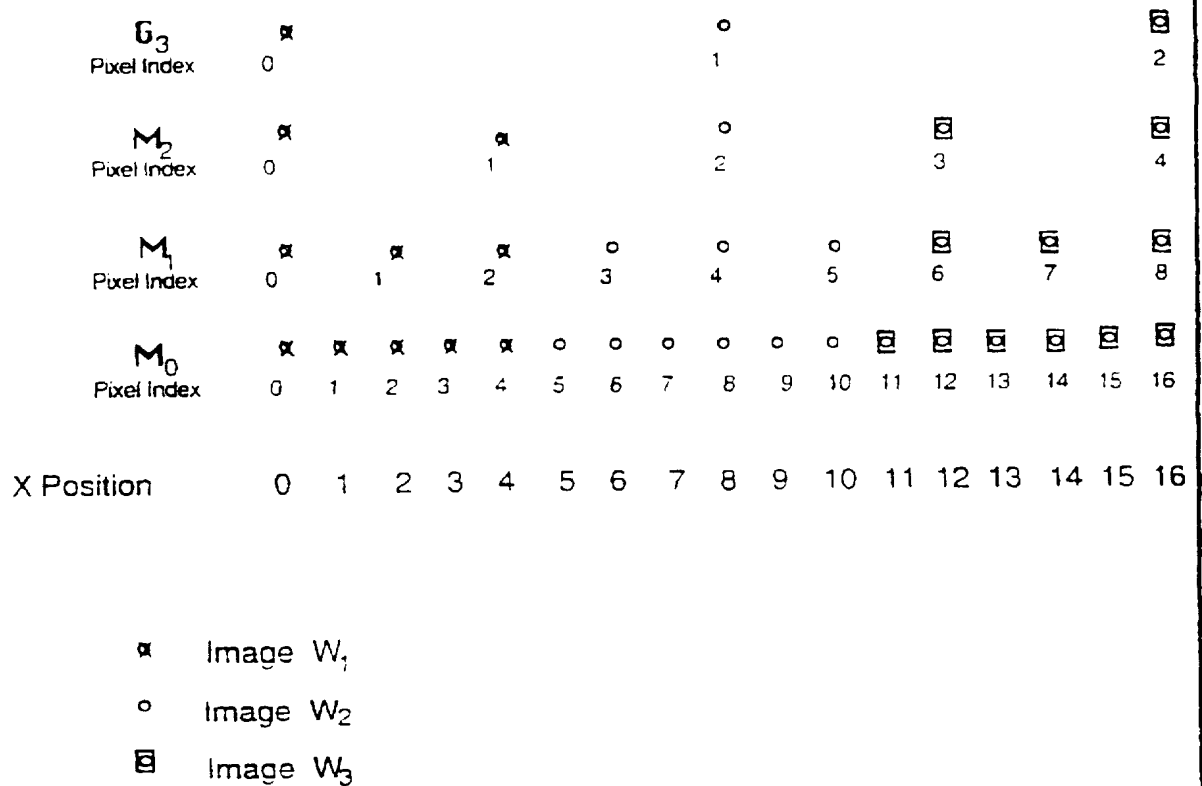 G3
Pixel Index 0 1 2
M2
Pixel Index 0 1 2 3 4
M1
Pixel Index 0 1 2 3 4 5 6 7 8
M0
Pixel Index 0 1 2 3 4 5 6 7 8 9 10 11 12 13 14 15 16
X Position 0 1 2 3 4 5 6 7 8 9 10 11 12 13 14 15 16
Image W1
Image W2
Image W3